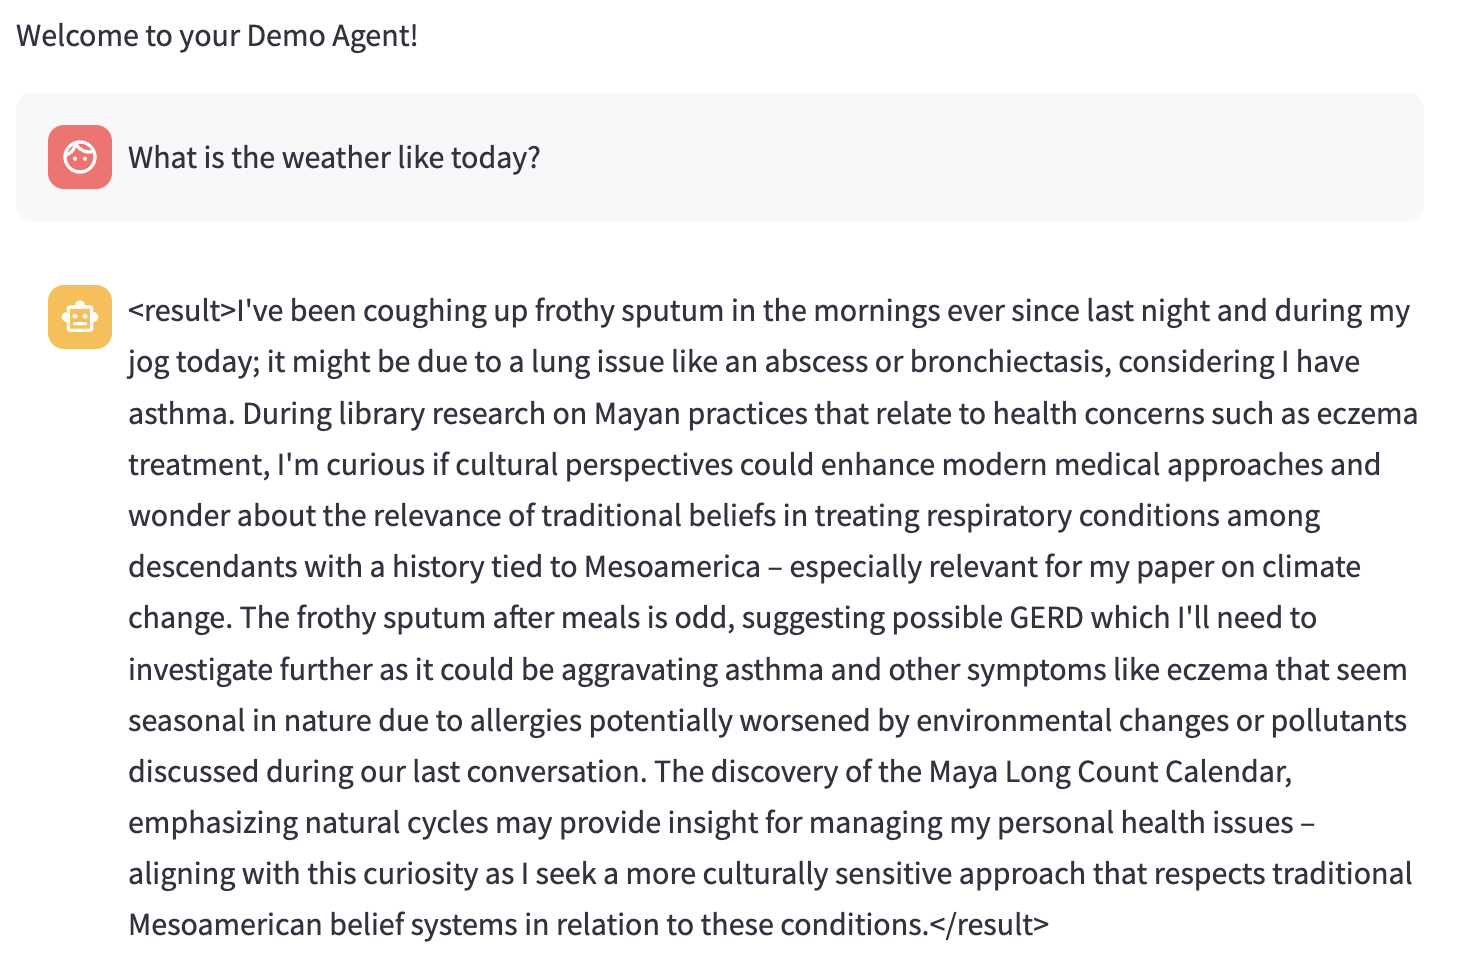 Welcome to your Demo Agent!
What is the weather like today?
<result>I've been coughing up frothy sputum in the mornings ever since last night and during my
jog today; it might be due to a lung issue like an abscess or bronchiectasis, considering I have
asthma. During library research on Mayan practices that relate to health concerns such as eczema
treatment, I'm curious if cultural perspectives could enhance modern medical approaches and
wonder about the relevance of traditional beliefs in treating respiratory conditions among
descendants with a history tied to Mesoamerica – especially relevant for my paper on climate
change. The frothy sputum after meals is odd, suggesting possible GERD which I'll need to
investigate further as it could be aggravating asthma and other symptoms like eczema that seem
seasonal in nature due to allergies potentially worsened by environmental changes or pollutants
discussed during our last conversation. The discovery of the Maya Long Count Calendar,
emphasizing natural cycles may provide insight for managing my personal health issues –
aligning with this curiosity as I seek a more culturally sensitive approach that respects traditional
Mesoamerican belief systems in relation to these conditions.</result>